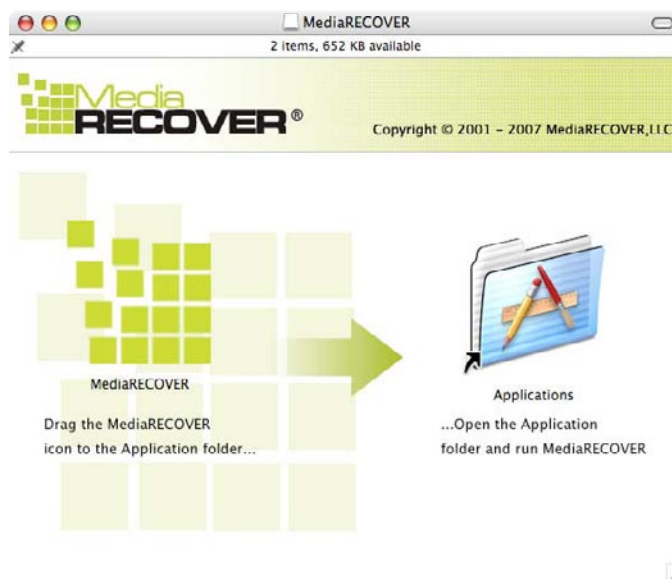 MediaRECOVER
2 items, 652 KB available
Media
RECOVER®
Copyright © 2001 - 2007 MediaRECOVER,LLC
MediaRECOVER
Applications
Drag the MediaRECOVER
icon to the Application folder...
...Open the Application
folder and run MediaRECOVER